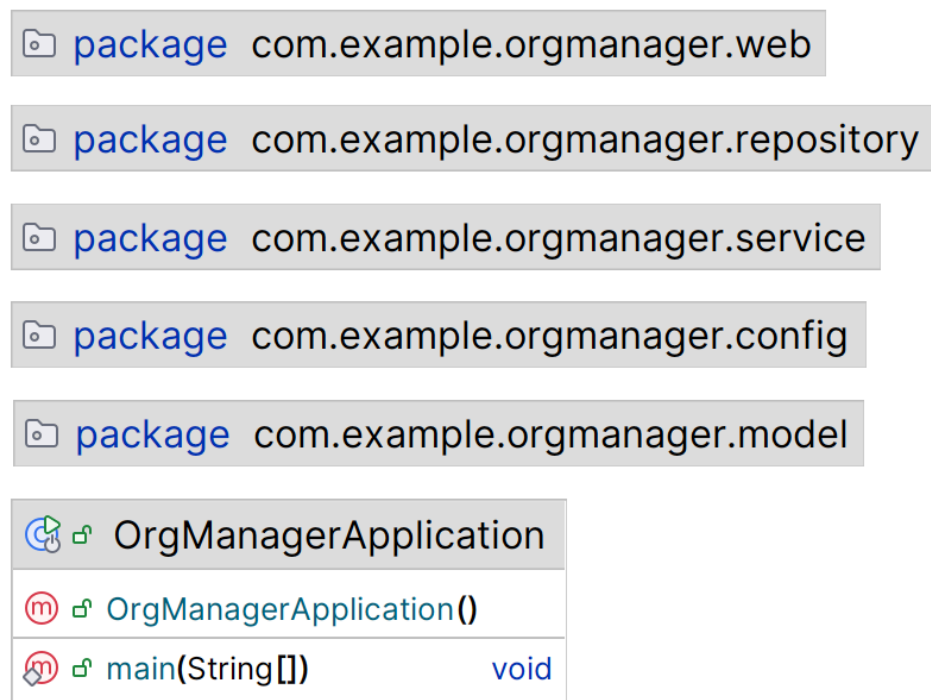 package com.example.orgmanager.web
package com.example.orgmanager.repository
package com.example.orgmanager.service
package com.example.orgmanager.config
package com.example.orgmanager.model
OrgManagerApplication
OrgManagerApplication()
main(String[]) void